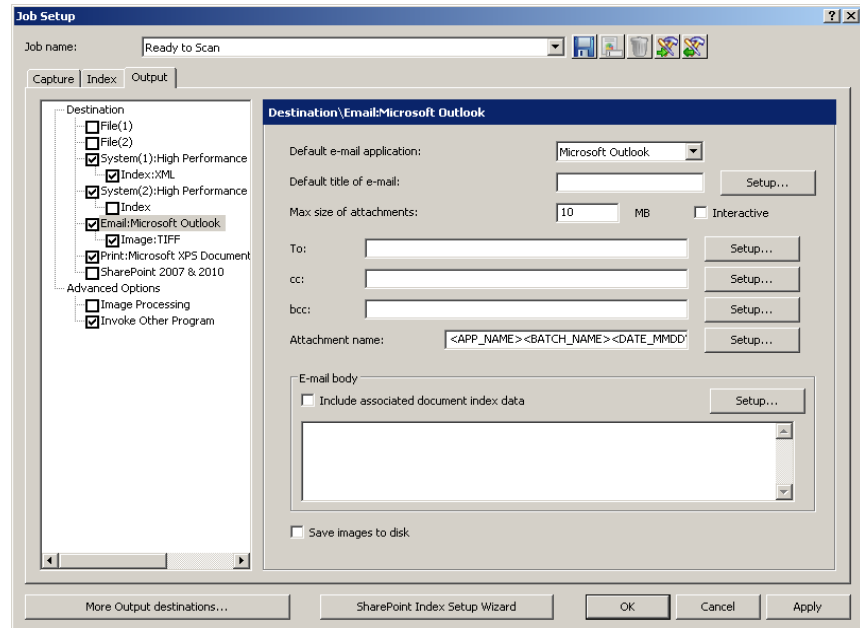 Job Setup
Job name: Ready to Scan
Capture Index Output
Destination
File(1)
File(2)
System(1):High Performance
Index:XML
System(2):High Performance
Index
Email:Microsoft Outlook
Image:TIFF
Print:Microsoft XPS Document
SharePoint 2007 & 2010
Advanced Options
Image Processing
Invoke Other Program
Destination\Email:Microsoft Outlook
Default e-mail application: Microsoft Outlook
Default title of e-mail: Setup...
Max size of attachments: 10 MB Interactive
To: Setup...
cc: Setup...
bcc: Setup...
Attachment name: <APP_NAME><BATCH_NAME><DATE_MMDD Setup...
E-mail body
Include associated document index data Setup...
Save images to disk
More Output destinations... SharePoint Index Setup Wizard OK Cancel Apply